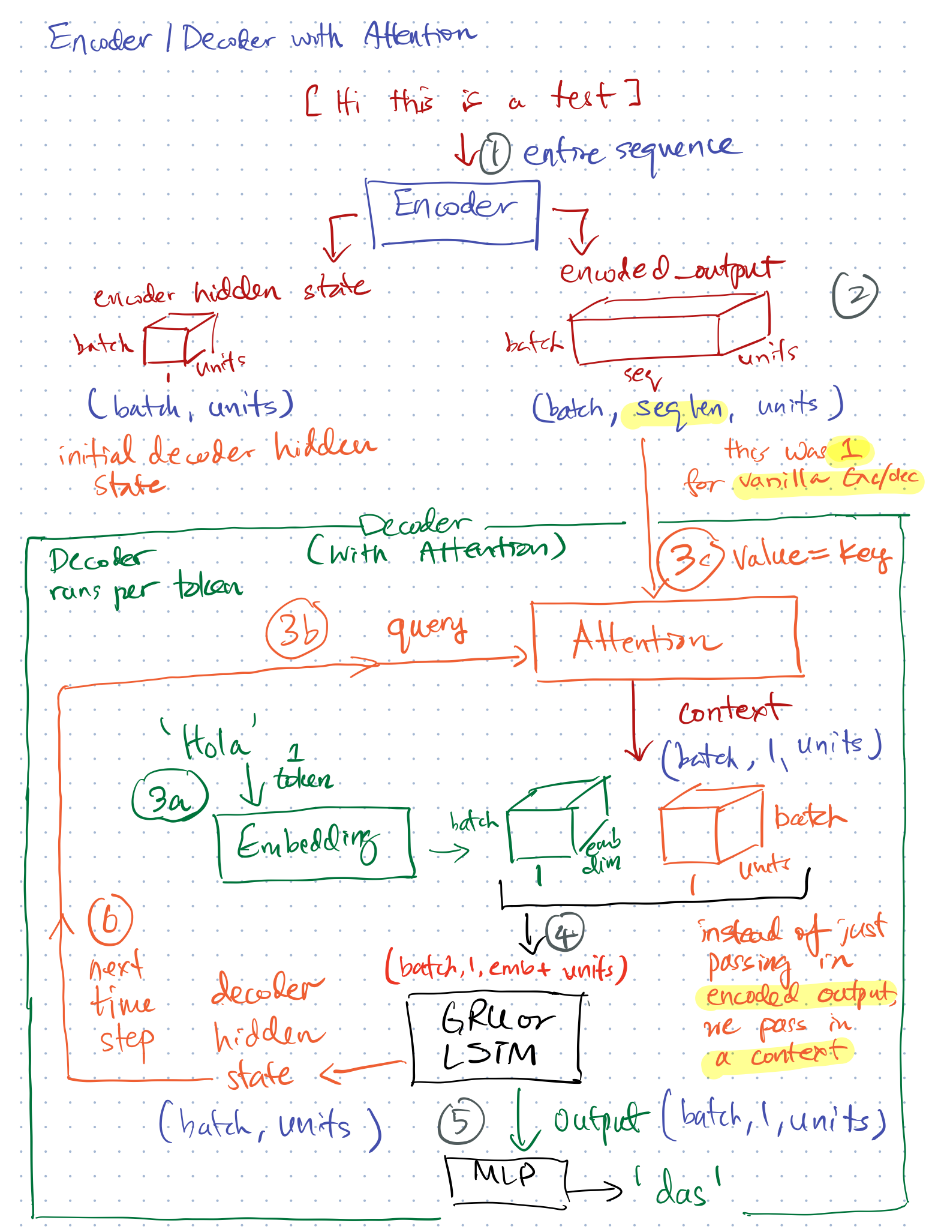 Encoder / Decoder with Attention
[ Hi this is a test ]
① entire sequence
Encoder
encoder hidden state
batch
units
1
(batch, units)
initial decoder hidden
state
encoded_output
②
batch
units
seq
(batch, seq len, units)
this was 1
for vanilla Enc/dec
Decoder
(With Attention)
Decoder
runs per token
3c value = key
3b query
Attention
context
(batch, 1, units)
'Hola'
1
token
3a
Embedding
batch
emb
dim
1
batch
units
1
④
(batch, 1, emb + units)
instead of just
passing in
encoded output,
we pass in
a context
GRU or
LSTM
6
next
time
step
decoder
hidden
state
(batch, units)
⑤ output (batch, 1, units)
MLP
'das'